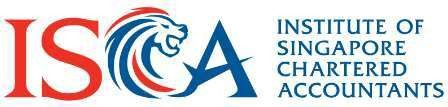 ISCA
INSTITUTE OF
SINGAPORE
CHARTERED
ACCOUNTANTS